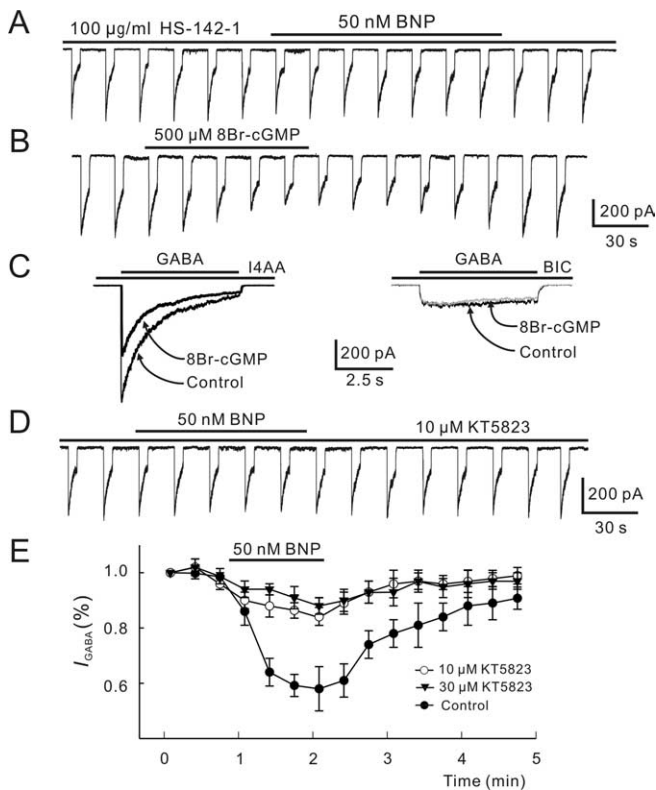 A
100 µg/ml HS-142-1
50 nM BNP
B
500 µM 8Br-cGMP
200 pA
30 s
C
GABA
I4AA
8Br-cGMP
Control
200 pA
2.5 s
GABA
BIC
8Br-cGMP
Control
D
50 nM BNP
10 µM KT5823
200 pA
30 s
E
50 nM BNP
I GABA (%)
1.0
0.8
0.6
10 µM KT5823
30 µM KT5823
Control
0 1 2 3 4 5
Time (min)